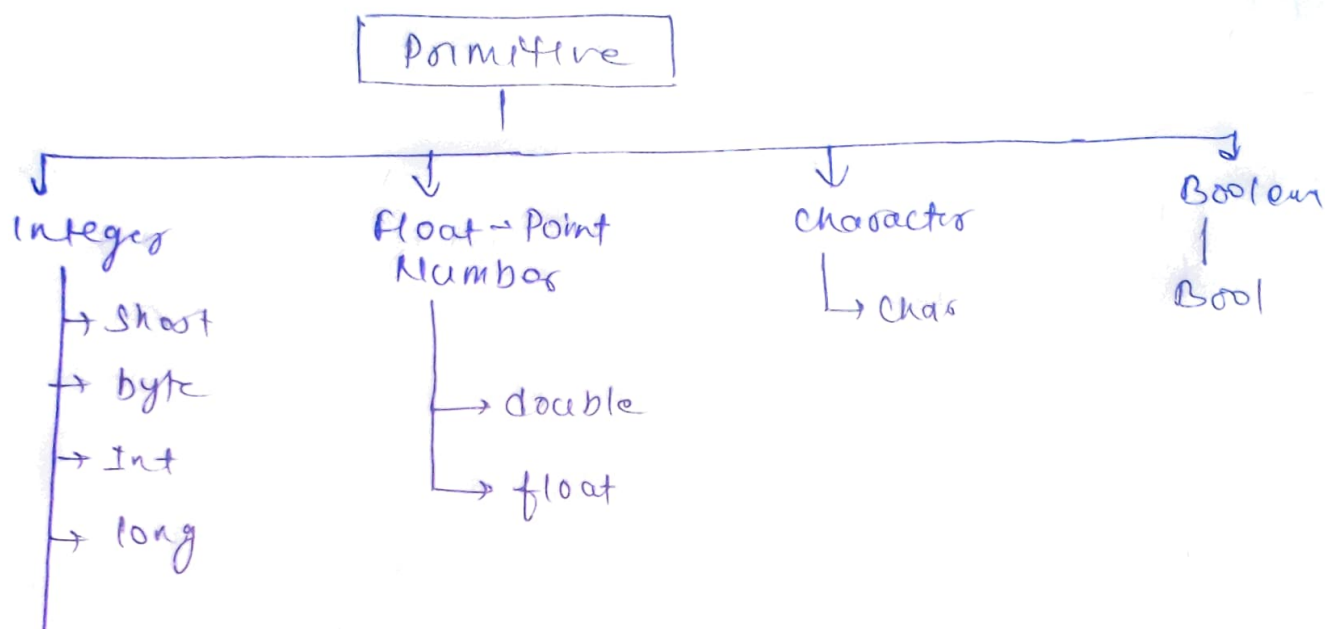 Primitive
Integer
Float-Point
Number
Character
Boolean
Short
byte
Int
long
double
float
Char
Bool